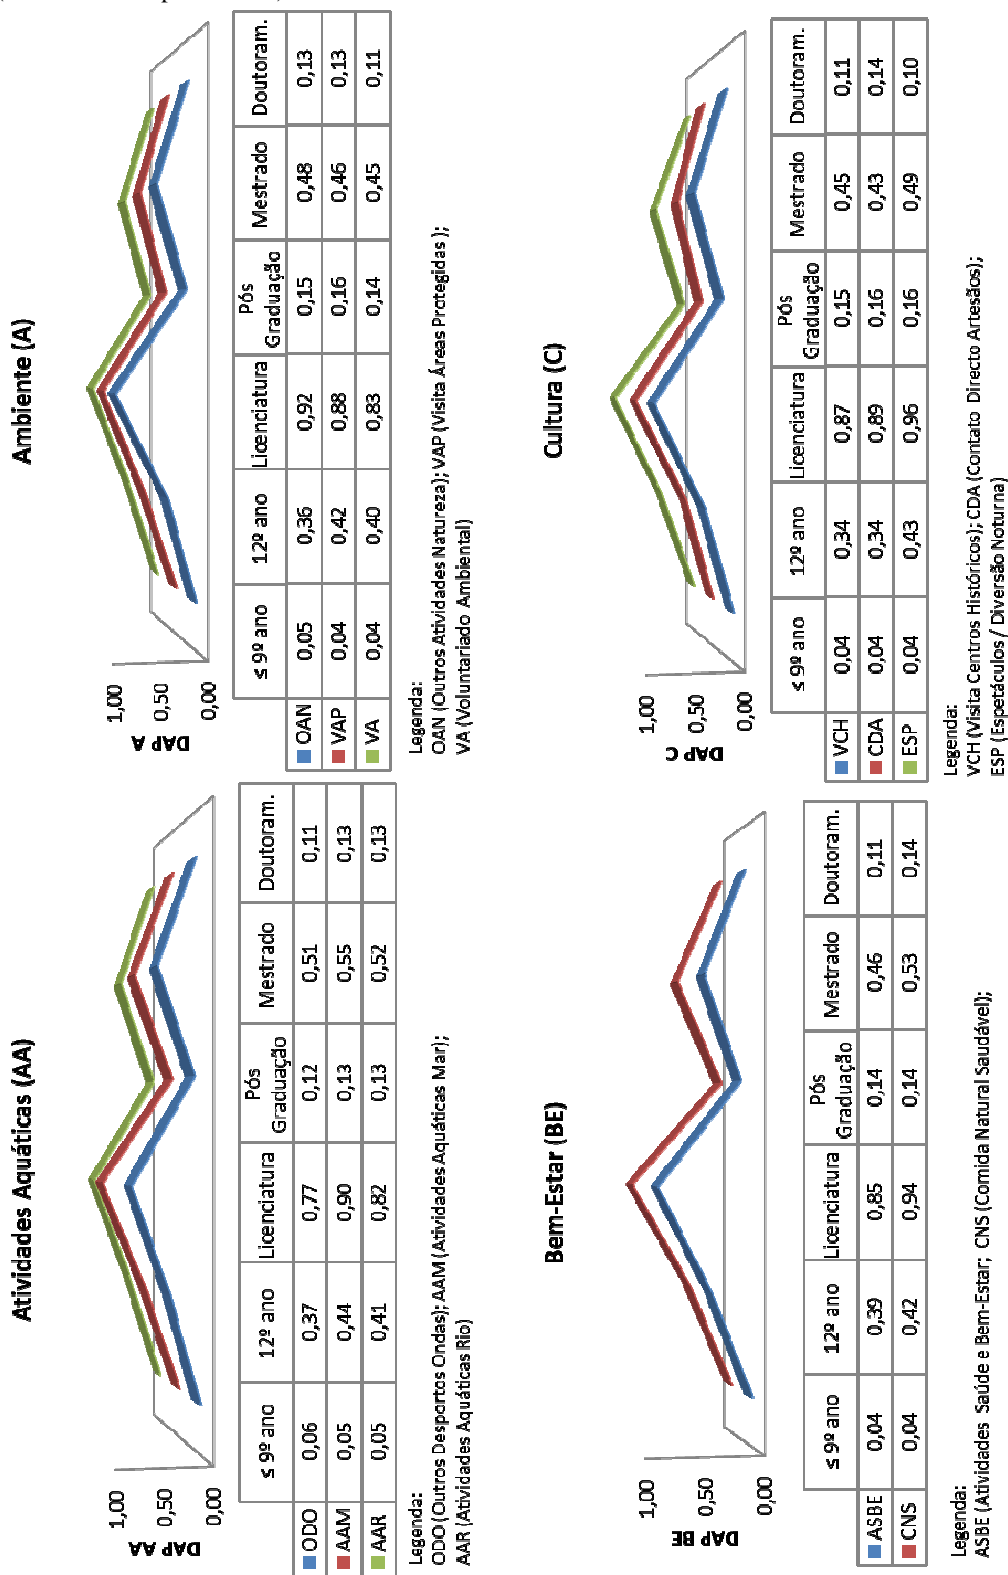 Atividades Aquáticas (AA)
DAP AA
1,00
0,50
0,00
≤ 9º ano 12º ano Licenciatura Pós Graduação Mestrado Doutoram.
ODO 0,06 0,37 0,77 0,12 0,51 0,11
AAM 0,05 0,44 0,90 0,13 0,55 0,13
AAR 0,05 0,41 0,82 0,13 0,52 0,13
Legenda:
ODO (Outros Desportos Ondas); AAM (Atividades Aquáticas Mar);
AAR (Atividades Aquáticas Rio)
Ambiente (A)
DAP A
1,00
0,50
0,00
≤ 9º ano 12º ano Licenciatura Pós Graduação Mestrado Doutoram.
OAN 0,05 0,36 0,92 0,15 0,48 0,13
VAP 0,04 0,42 0,88 0,16 0,46 0,13
VA 0,04 0,40 0,83 0,14 0,45 0,11
Legenda:
OAN (Outros Atividades Natureza); VAP (Visita Áreas Protegidas );
VA (Voluntariado Ambiental)
Bem-Estar (BE)
DAP BE
1,00
0,50
0,00
≤ 9º ano 12º ano Licenciatura Pós Graduação Mestrado Doutoram.
ASBE 0,04 0,39 0,85 0,14 0,46 0,11
CNS 0,04 0,42 0,94 0,14 0,53 0,14
Legenda:
ASBE (Atividades Saúde e Bem-Estar; CNS (Comida Natural Saudável);
Cultura (C)
DAP C
1,00
0,50
0,00
≤ 9º ano 12º ano Licenciatura Pós Graduação Mestrado Doutoram.
VCH 0,04 0,34 0,87 0,15 0,45 0,11
CDA 0,04 0,34 0,89 0,16 0,43 0,14
ESP 0,04 0,43 0,96 0,16 0,49 0,10
Legenda:
VCH (Visita Centros Históricos); CDA (Contato Directo Artesãos);
ESP (Espetáculos / Diversão Noturna)